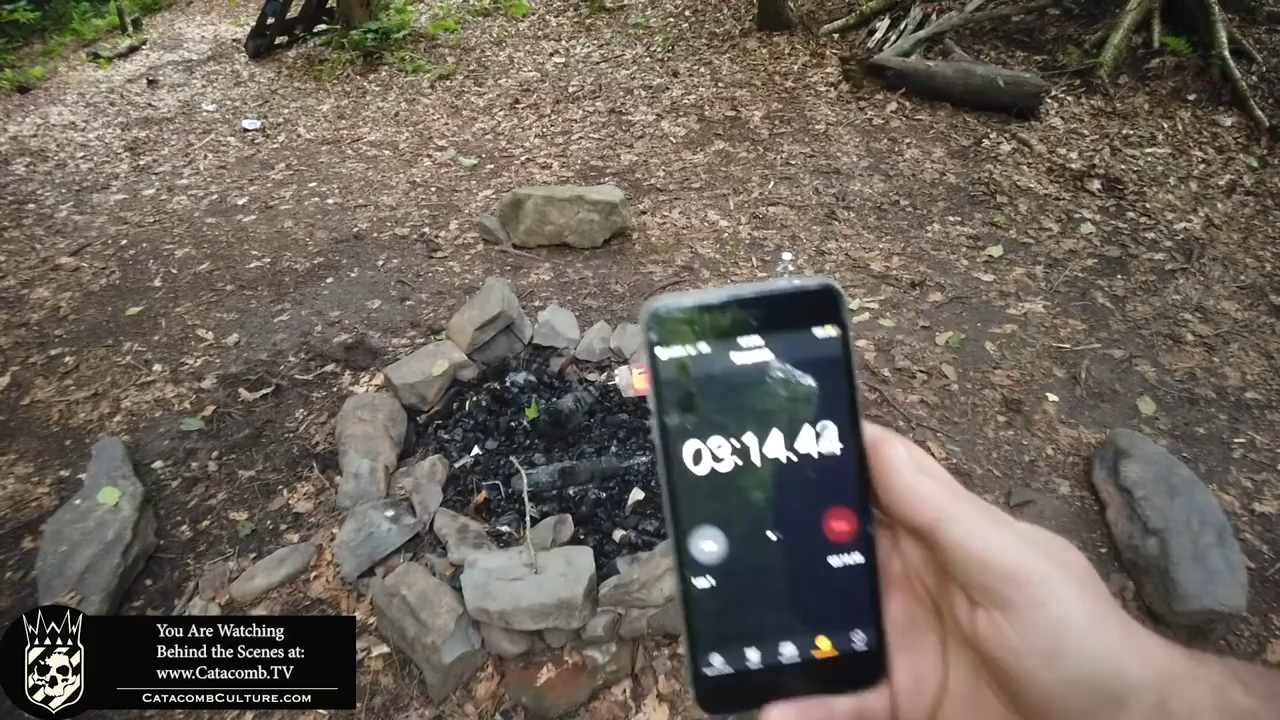 03:14.42
You Are Watching
Behind the Scenes at:
www.Catacomb.TV
CatacombCulture.com